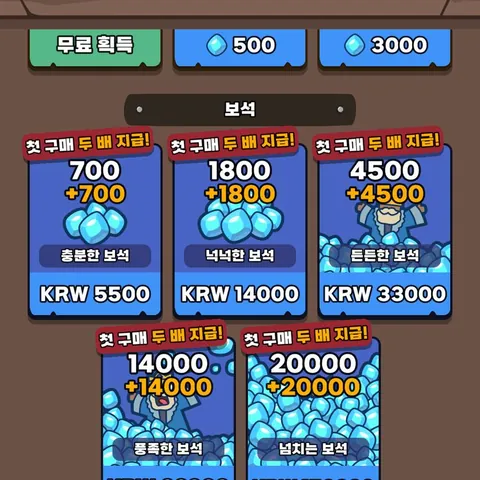 무료 획득
500
3000
보석
첫 구매 두 배 지급!
700
+700
충분한 보석
KRW 5500
첫 구매 두 배 지급!
1800
+1800
넉넉한 보석
KRW 14000
첫 구매 두 배 지급!
4500
+4500
든든한 보석
KRW 33000
첫 구매 두 배 지급!
14000
+14000
풍족한 보석
첫 구매 두 배 지급!
20000
+20000
넘치는 보석